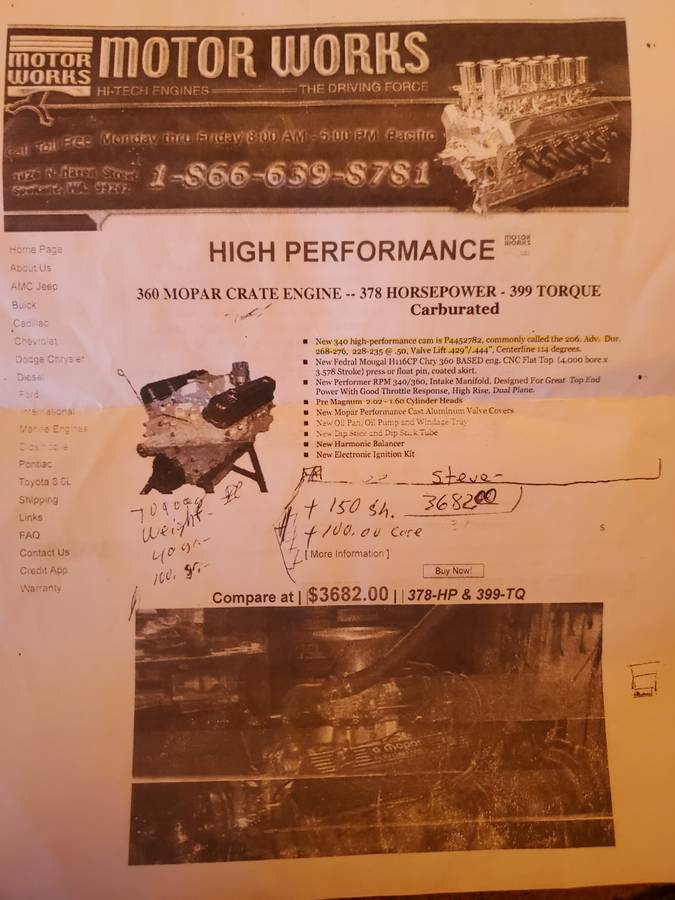 MOTOR WORKS
MOTOR WORKS
HI-TECH ENGINES THE DRIVING FORCE
Call Toll Free Monday thru Friday 8:00 AM - 5:00 PM Pacific
1-866-639-8781
N. Street
Spokane, WA. 99202
Home Page
About Us
AMC Jeep
Buick
Cadillac
Chevrolet
Dodge Chrysler
Diesel
Ford
International
Marine Engines
Oldsmobile
Pontiac
Toyota 3.0L
Shipping
Links
FAQ
Contact Us
Credit App
Warranty
HIGH PERFORMANCE
MOTOR
WORKS
360 MOPAR CRATE ENGINE -- 378 HORSEPOWER - 399 TORQUE
Carburated
New 340 high-performance cam is P4452782, commonly called the 206. Adv. Dur.
268-276, 228-235 @ .50, Valve Lift .429"/.444", Centerline 114 degrees.
New Fedral Mougal H116CP Chry 360 BASED eng. CNC Flat Top (4.000 bore x
3.578 Stroke) press or float pin, coated skirt.
New Performer RPM 340/360, Intake Manifold, Designed For Great Top End
Power With Good Throttle Response, High Rise, Dual Plane.
Pre Magnum 2.02 - 1.60 Cylinder Heads
New Mopar Performance Cast Aluminum Valve Covers
New Oil Pan, Oil Pump and Windage Tray
New Dip Stick and Dip Stick Tube
New Harmonic Balancer
New Electronic Ignition Kit
Steve-
+ 150 sh. 3682 00
+ 100.00 core
weight-
$
[ More Information ]
Buy Now!
Compare at | $3682.00 | | 378-HP & 399-TQ
mopar